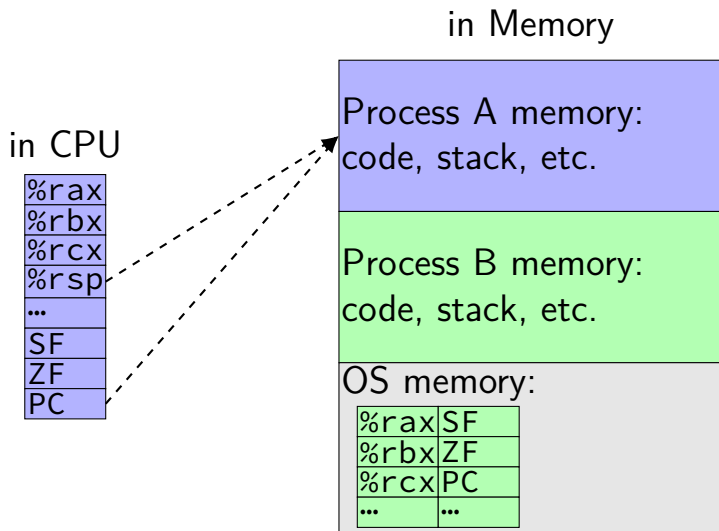 in Memory
Process A memory:
code, stack, etc.
in CPU
%rax
%rbx
%rcx
%rsp
…
SF
ZF
PC
Process B memory:
code, stack, etc.
OS memory:
%rax SF
%rbx ZF
%rcx PC
… …